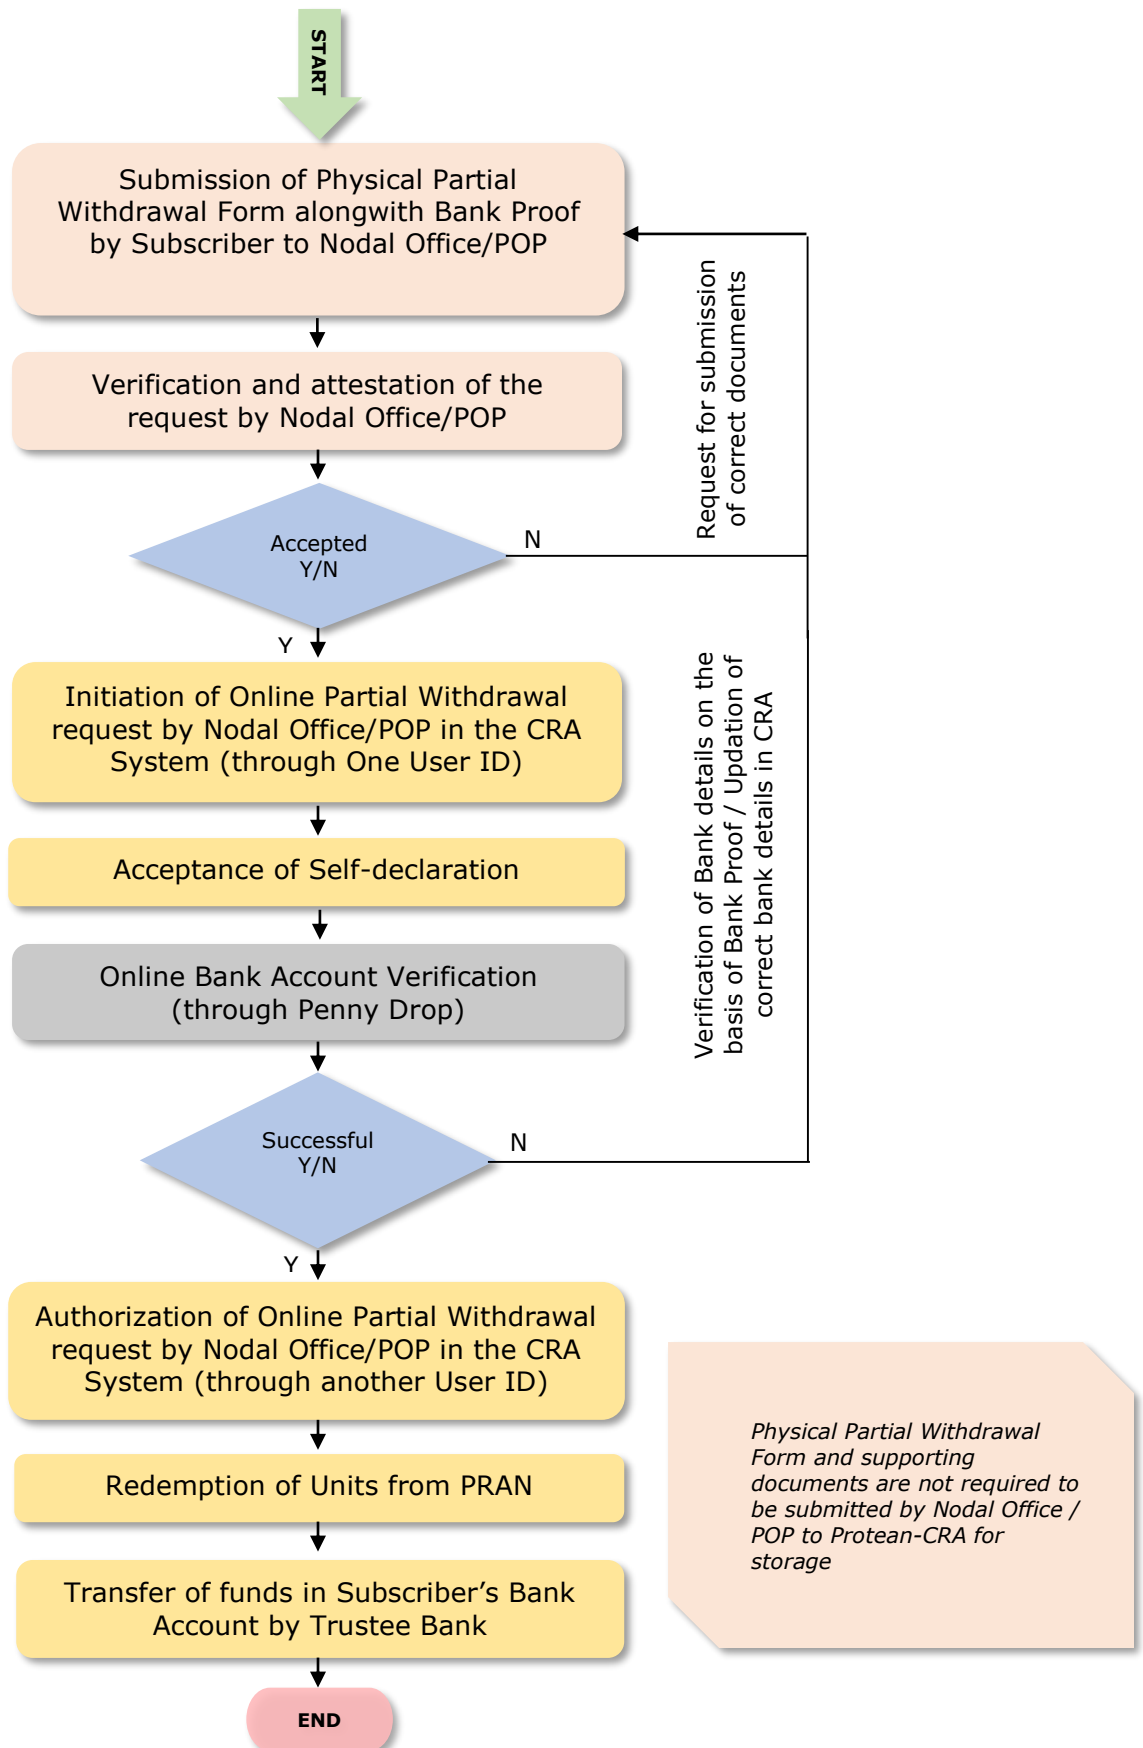 START
Submission of Physical Partial
Withdrawal Form alongwith Bank Proof
by Subscriber to Nodal Office/POP
Request for submission
of correct documents
Verification and attestation of the
request by Nodal Office/POP
Accepted
Y/N
N
Y
Initiation of Online Partial Withdrawal
request by Nodal Office/POP in the CRA
System (through One User ID)
Verification of Bank details on the
basis of Bank Proof / Updation of
correct bank details in CRA
Acceptance of Self-declaration
Online Bank Account Verification
(through Penny Drop)
Successful
Y/N
N
Y
Authorization of Online Partial Withdrawal
request by Nodal Office/POP in the CRA
System (through another User ID)
Redemption of Units from PRAN
Transfer of funds in Subscriber’s Bank
Account by Trustee Bank
END
Physical Partial Withdrawal
Form and supporting
documents are not required to
be submitted by Nodal Office /
POP to Protean-CRA for
storage